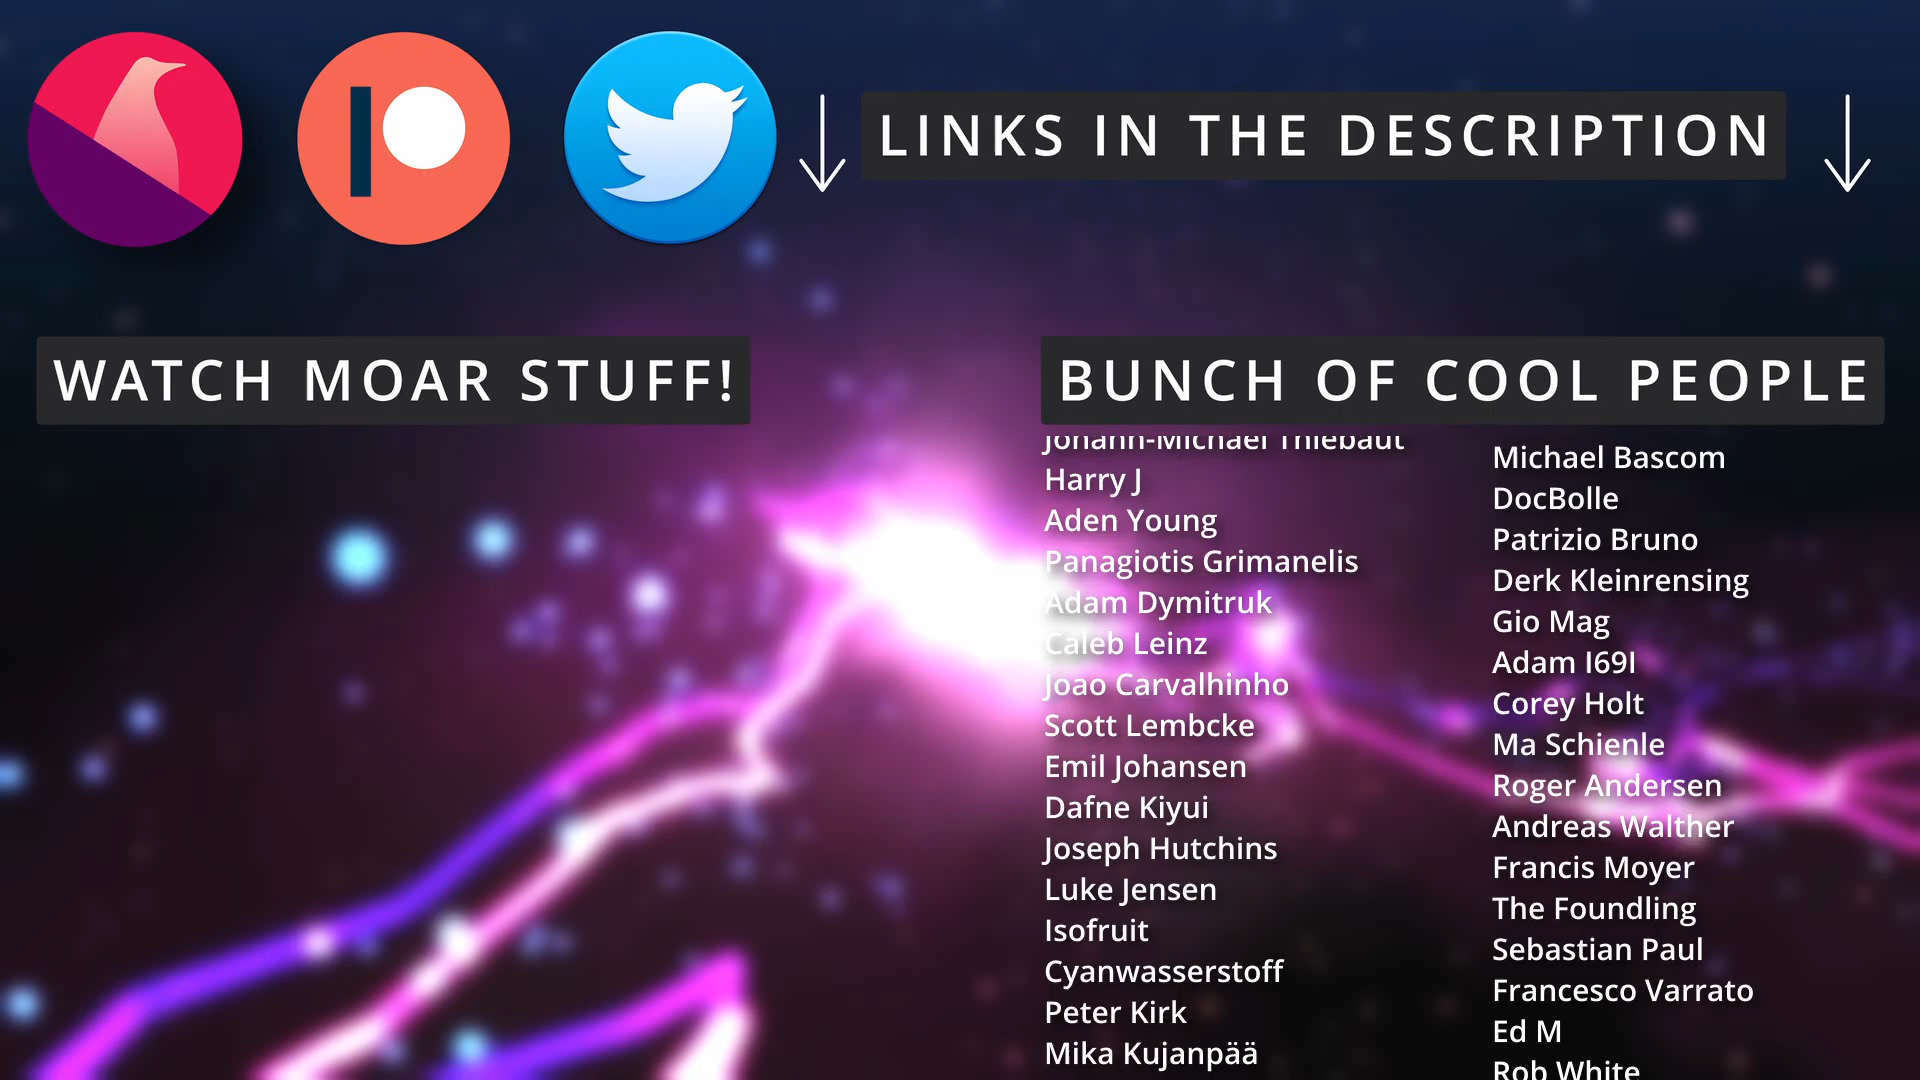 LINKS IN THE DESCRIPTION
WATCH MOAR STUFF!
BUNCH OF COOL PEOPLE
Johann-Michael Thiebaut
Harry J
Aden Young
Panagiotis Grimanelis
Adam Dymitruk
Caleb Leinz
Joao Carvalhinho
Scott Lembcke
Emil Johansen
Dafne Kiyui
Joseph Hutchins
Luke Jensen
Isofruit
Cyanwasserstoff
Peter Kirk
Mika Kujanpää
Michael Bascom
DocBolle
Patrizio Bruno
Derk Kleinrensing
Gio Mag
Adam I69I
Corey Holt
Ma Schienle
Roger Andersen
Andreas Walther
Francis Moyer
The Foundling
Sebastian Paul
Francesco Varrato
Ed M
Rob White